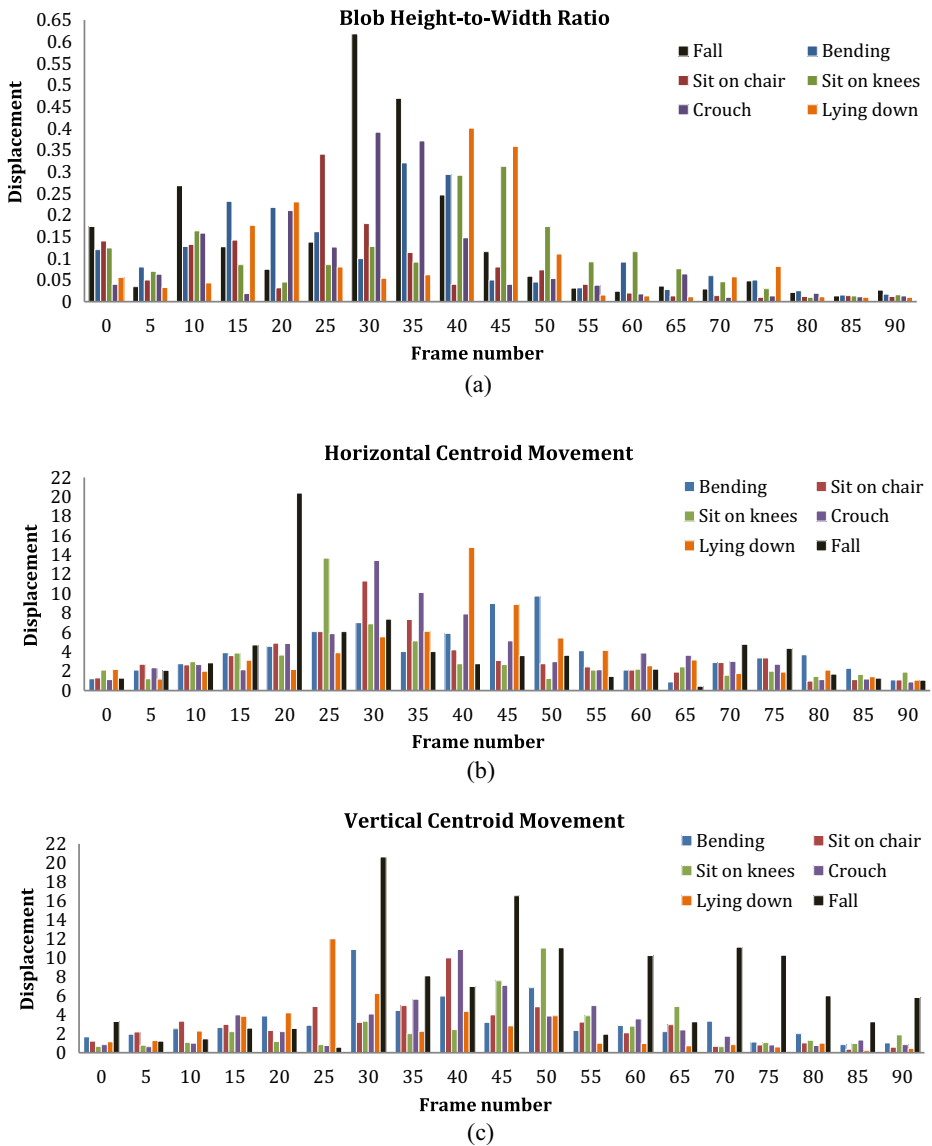 Blob Height-to-Width Ratio
0.65
0.6
0.55
0.5
0.45
0.4
0.35
0.3
0.25
0.2
0.15
0.1
0.05
0
Displacement
Fall Bending
Sit on chair Sit on knees
Crouch Lying down
0 5 10 15 20 25 30 35 40 45 50 55 60 65 70 75 80 85 90
Frame number
(a)
Horizontal Centroid Movement
22
20
18
16
14
12
10
8
6
4
2
0
Displacement
Bending Sit on chair
Sit on knees Crouch
Lying down Fall
0 5 10 15 20 25 30 35 40 45 50 55 60 65 70 75 80 85 90
Frame number
(b)
Vertical Centroid Movement
22
20
18
16
14
12
10
8
6
4
2
0
Displacement
Bending Sit on chair
Sit on knees Crouch
Lying down Fall
0 5 10 15 20 25 30 35 40 45 50 55 60 65 70 75 80 85 90
Frame number
(c)